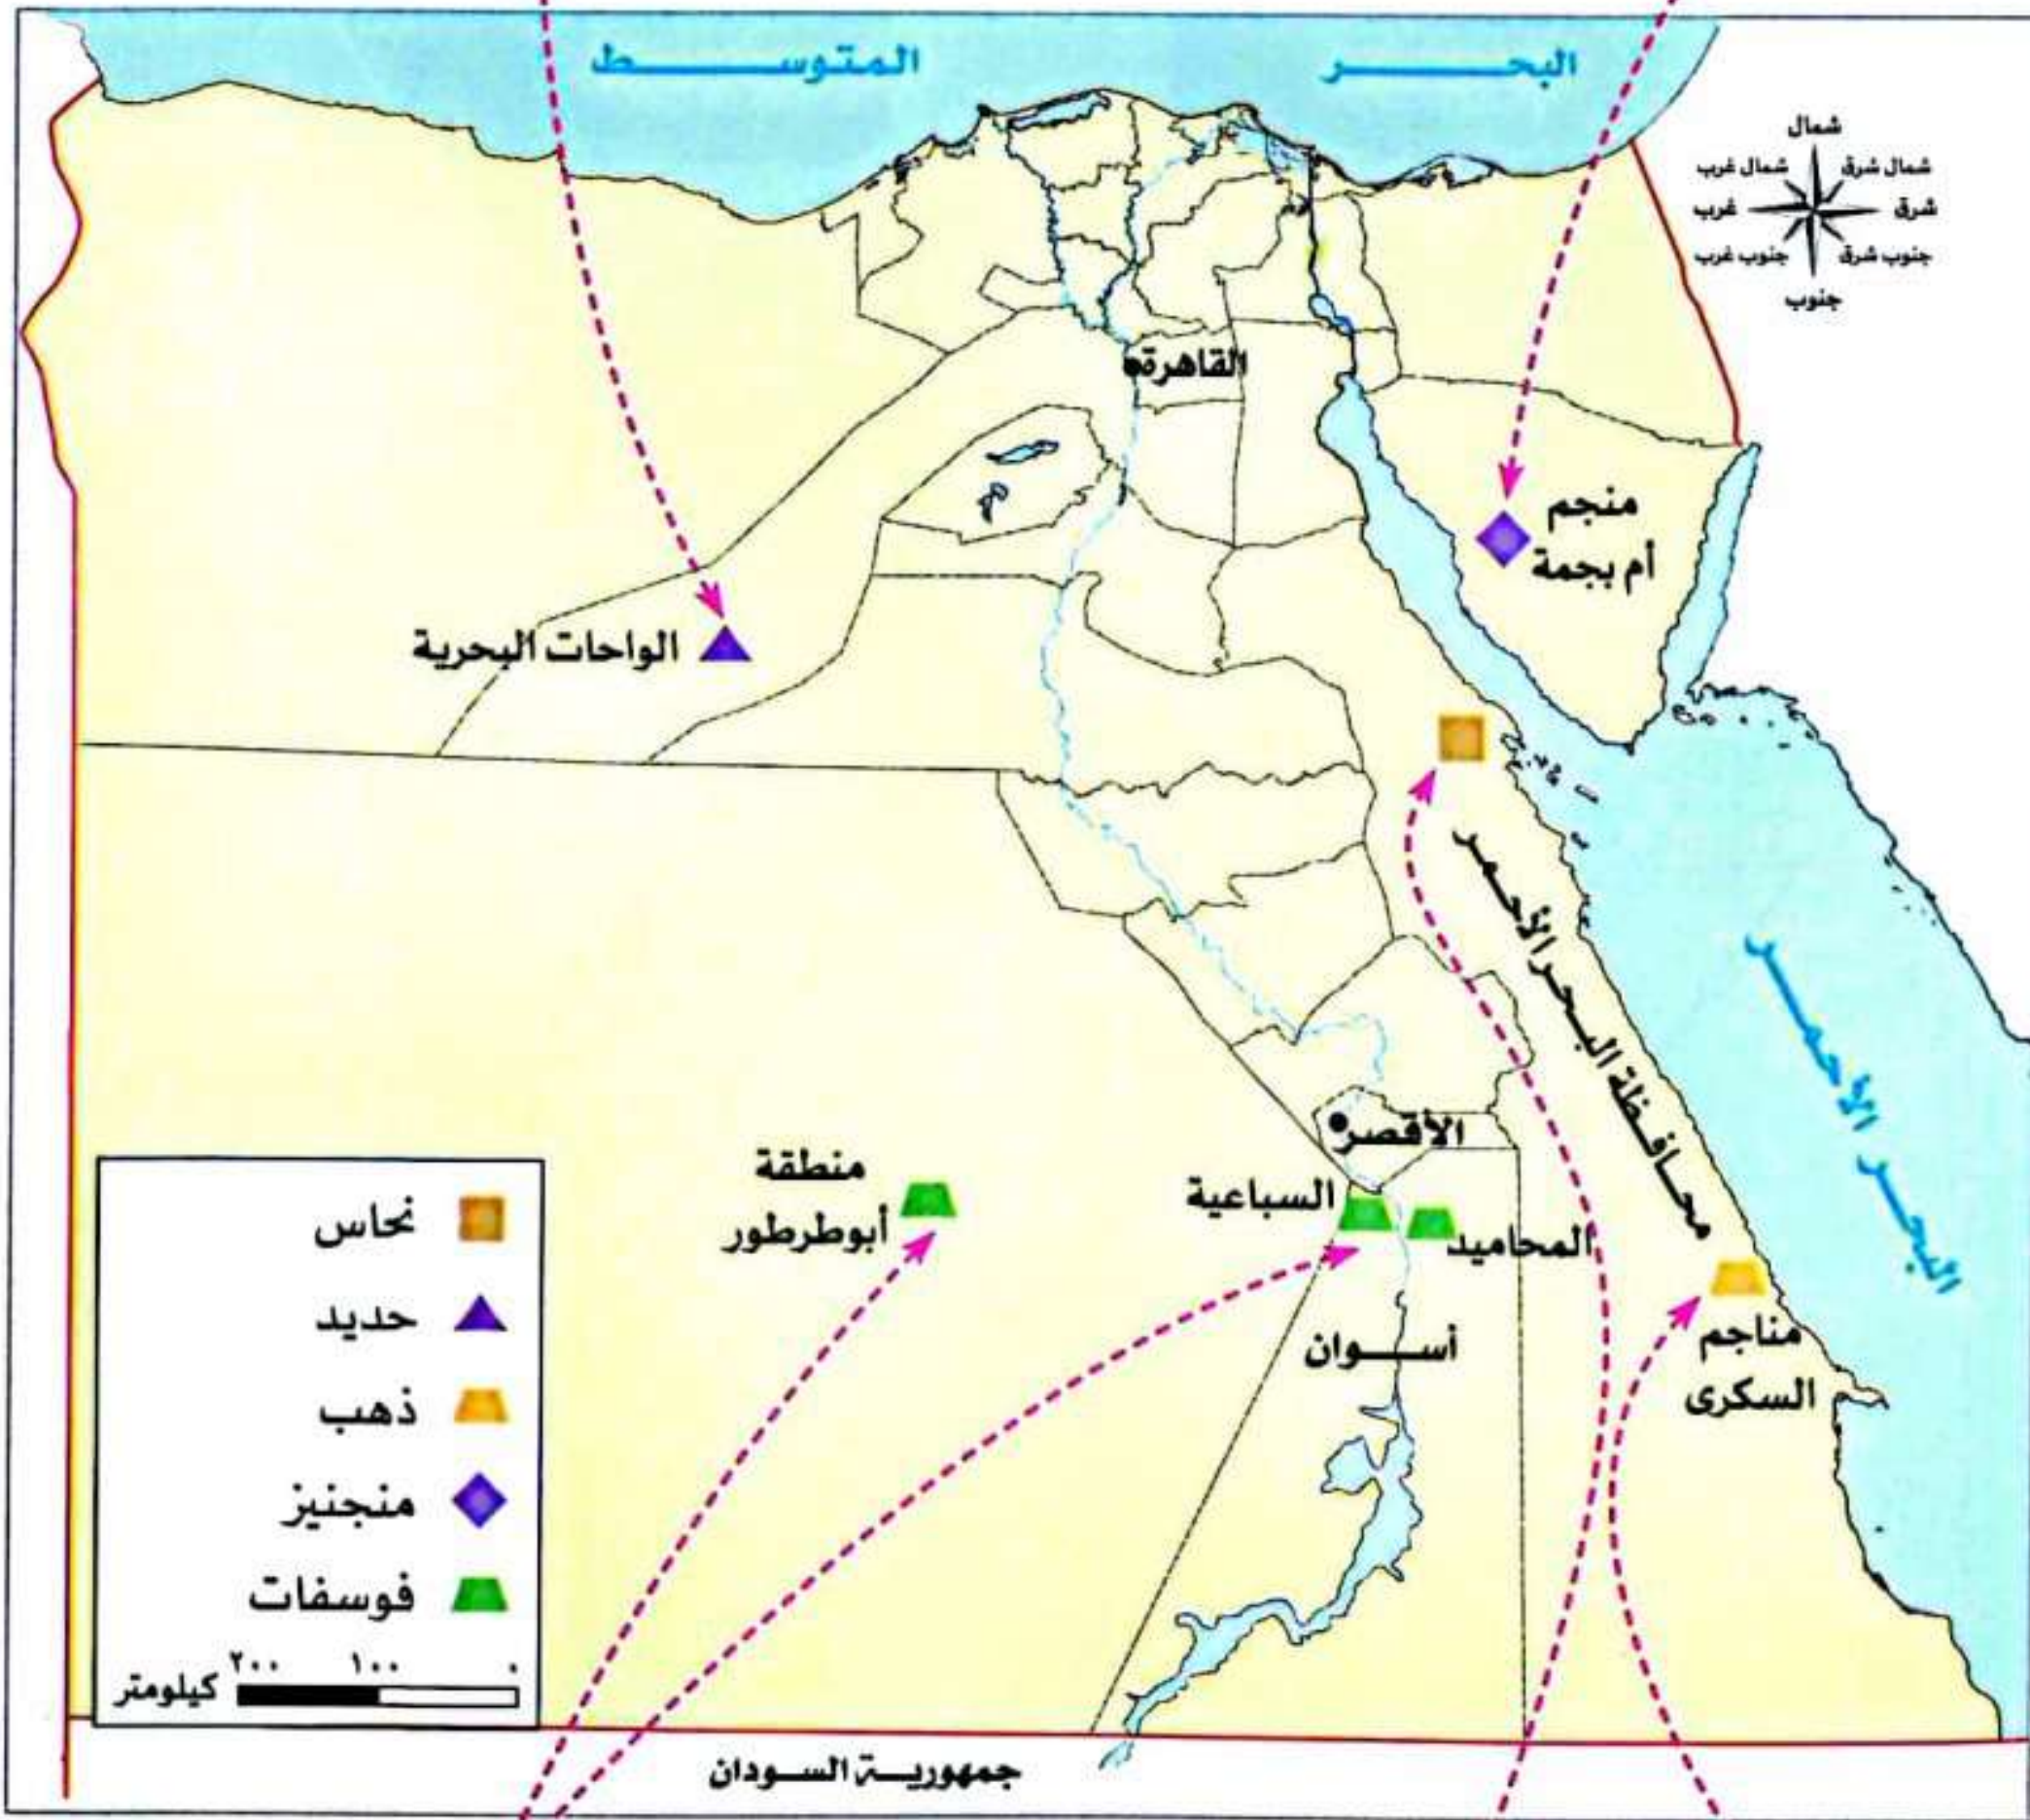 البحر المتوسط
شمال
شمال شرق
شمال غرب
شرق
غرب
جنوب شرق
جنوب غرب
جنوب
القاهرة
منجم
أم بجمة
الواحات البحرية
محافظة البحر الأحمر
البحر الأحمر
الأقصر
منطقة
أبوطرطور
السباعية
المحاميد
أسوان
مناجم
السكرى
نحاس
حديد
ذهب
منجنيز
فوسفات
٠ ١٠٠ ٢٠٠
كيلومتر
جمهورية السودان